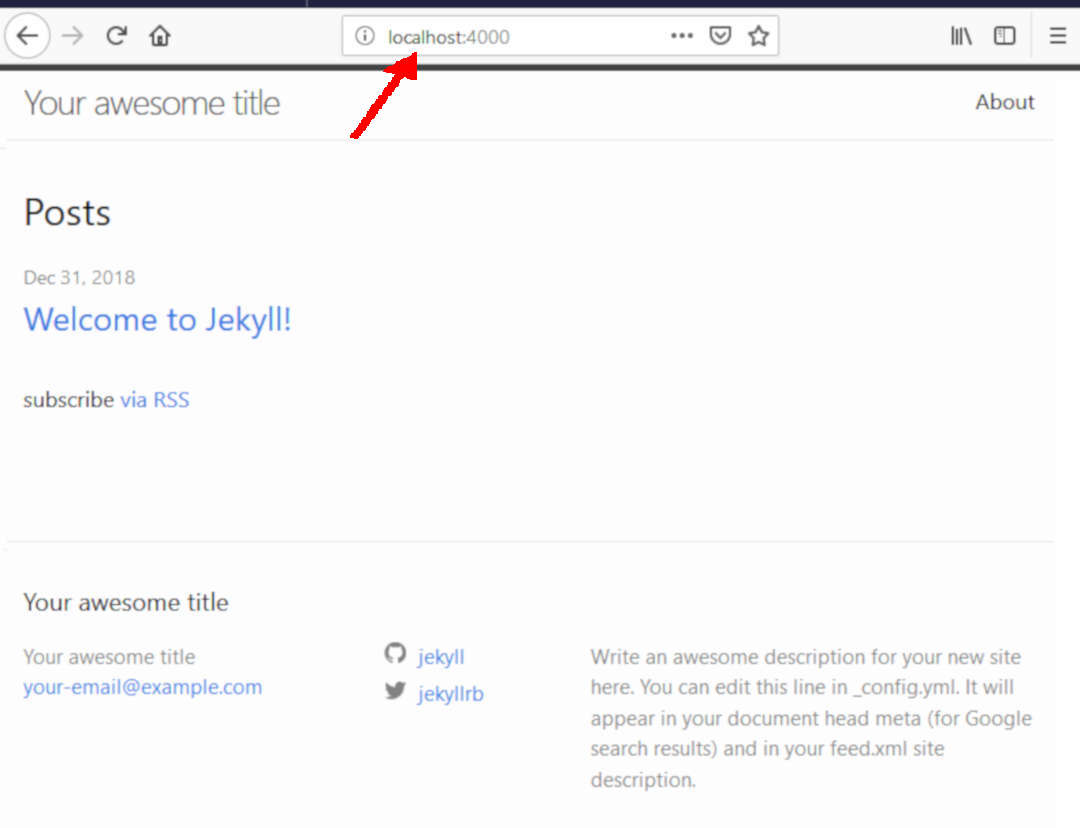 localhost:4000
Your awesome title
About
Posts
Dec 31, 2018
Welcome to Jekyll!
subscribe via RSS
Your awesome title
Your awesome title
your-email@example.com
jekyll
jekyllrb
Write an awesome description for your new site
here. You can edit this line in _config.yml. It will
appear in your document head meta (for Google
search results) and in your feed.xml site
description.